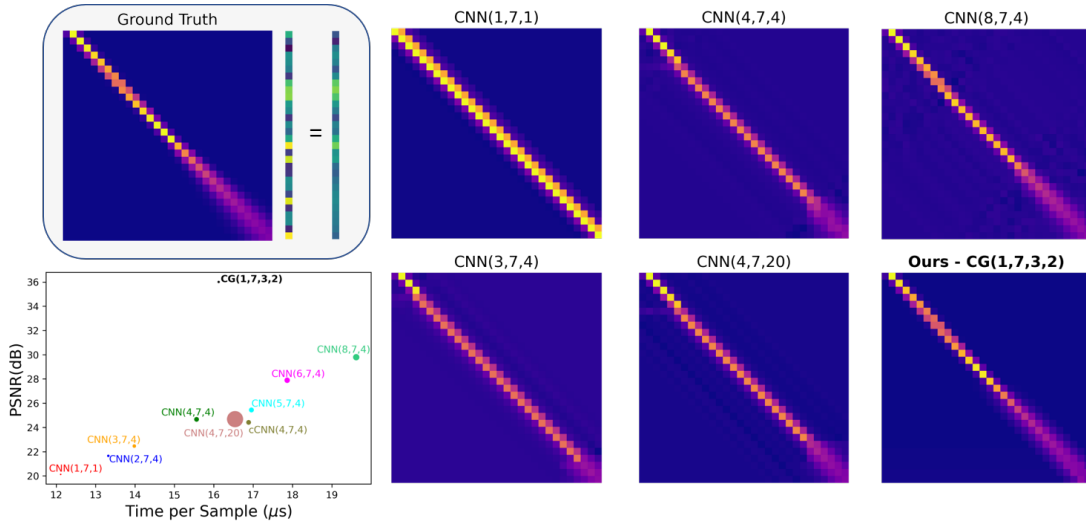 Ground Truth
=
CNN(1,7,1)
CNN(4,7,4)
CNN(8,7,4)
CNN(3,7,4)
CNN(4,7,20)
Ours - CG(1,7,3,2)
PSNR(dB)
36
34
32
30
28
26
24
22
20
CG(1,7,3,2)
CNN(8,7,4)
CNN(6,7,4)
CNN(5,7,4)
CNN(4,7,4)
CNN(4,7,20)
cCNN(4,7,4)
CNN(3,7,4)
CNN(2,7,4)
CNN(1,7,1)
12 13 14 15 16 17 18 19
Time per Sample (μs)